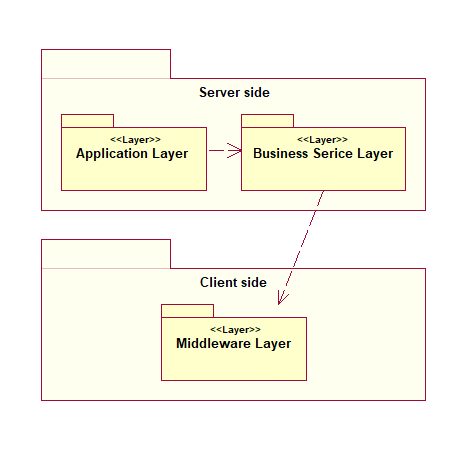 Server side
<<Layer>>
Application Layer
<<Layer>>
Business Serice Layer
Client side
<<Layer>>
Middleware Layer